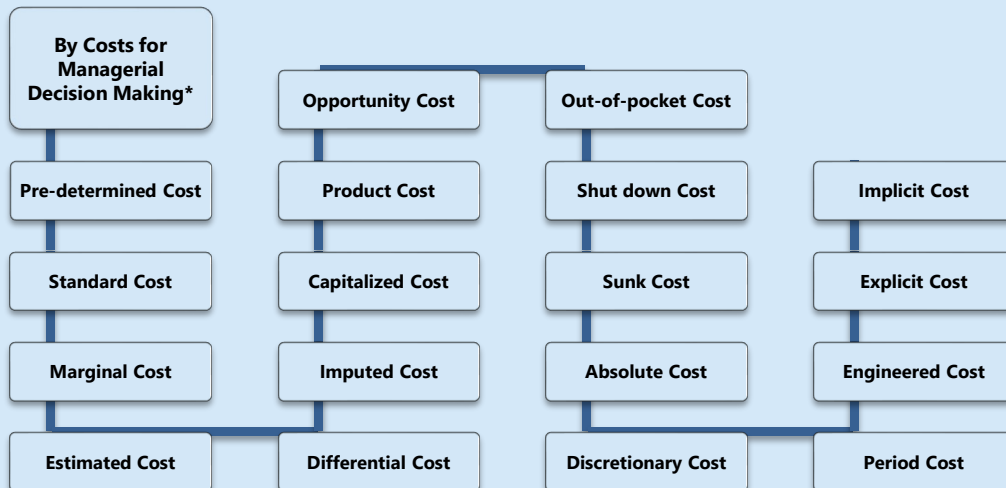 By Costs for
Managerial
Decision Making*
Pre-determined Cost
Standard Cost
Marginal Cost
Estimated Cost
Differential Cost
Imputed Cost
Capitalized Cost
Product Cost
Opportunity Cost
Out-of-pocket Cost
Shut down Cost
Sunk Cost
Absolute Cost
Discretionary Cost
Period Cost
Engineered Cost
Explicit Cost
Implicit Cost